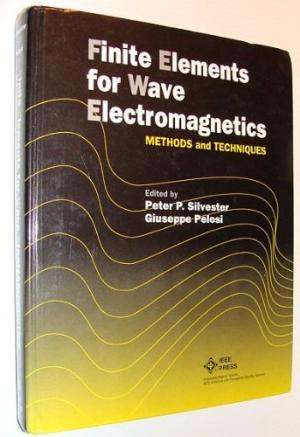 Finite Elements
for Wave
Electromagnetics
METHODS and TECHNIQUES
Edited by
Peter P. Silvester
Giuseppe Pelosi
IEEE
PRESS